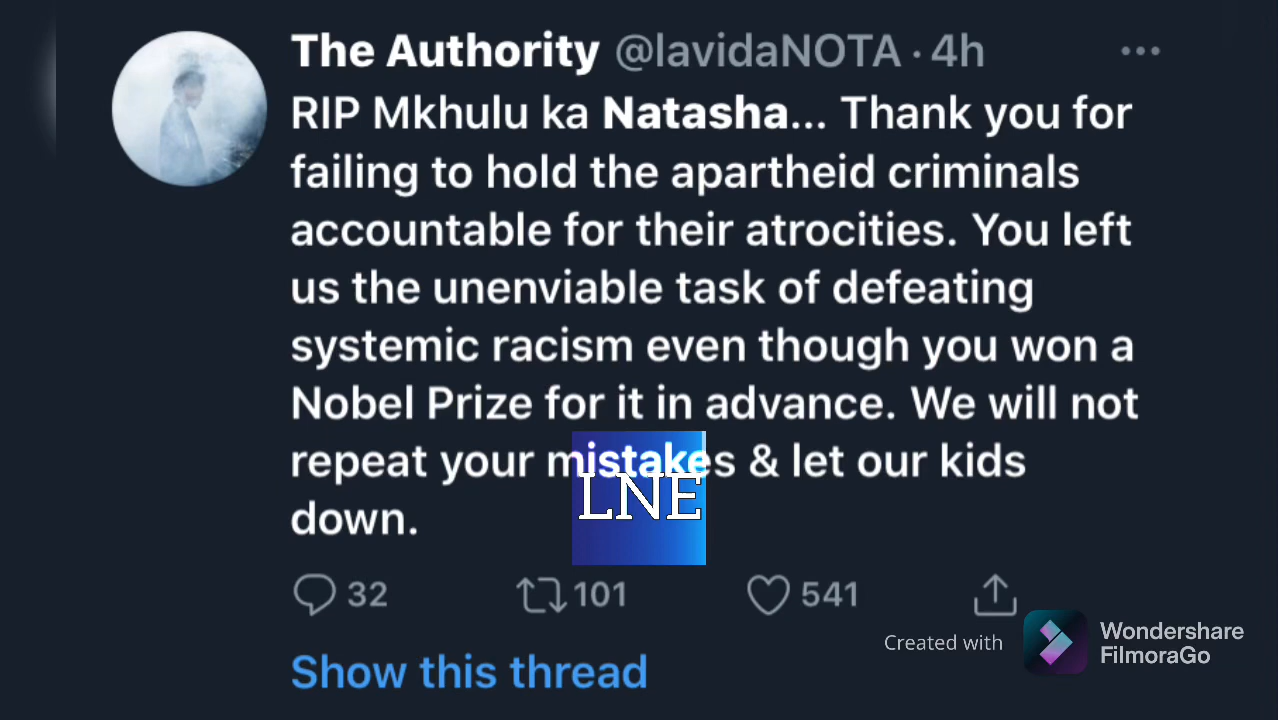 The Authority @lavidaNOTA · 4h
RIP Mkhulu ka Natasha... Thank you for
failing to hold the apartheid criminals
accountable for their atrocities. You left
us the unenviable task of defeating
systemic racism even though you won a
Nobel Prize for it in advance. We will not
repeat your mistakes & let our kids
down.
LNE
32 101 541
Created with Wondershare
FilmoraGo
Show this thread